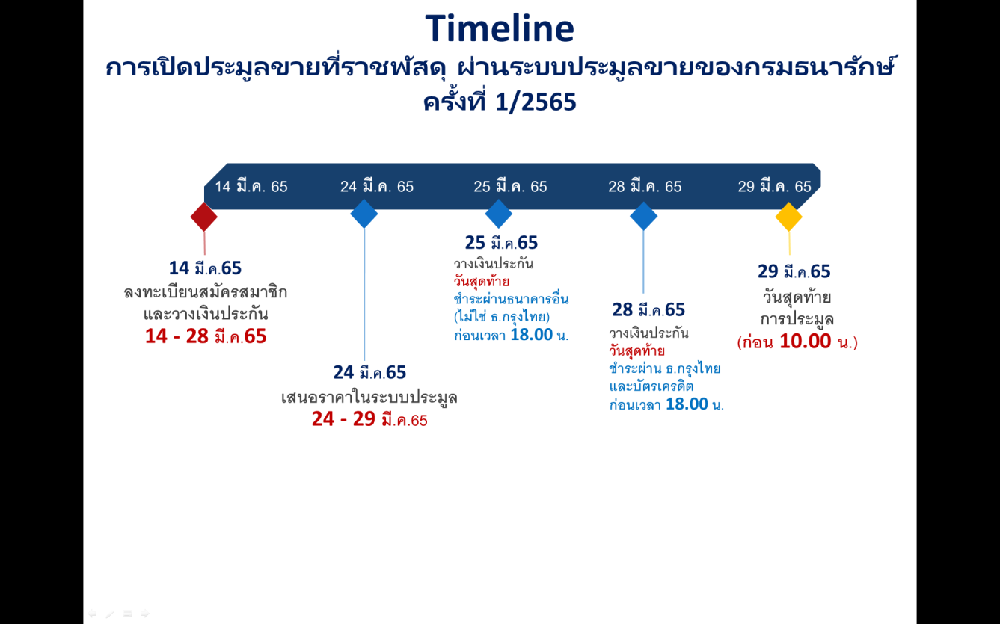 Timeline
การเปิดประมูลขายที่ราชพัสดุ ผ่านระบบประมูลขายของกรมธนารักษ์
ครั้งที่ 1/2565
14 มี.ค. 65
24 มี.ค. 65
25 มี.ค. 65
28 มี.ค. 65
29 มี.ค. 65
14 มี.ค.65
ลงทะเบียนสมัครสมาชิก
และวางเงินประกัน
14 - 28 มี.ค.65
24 มี.ค.65
เสนอราคาในระบบประมูล
24 - 29 มี.ค.65
25 มี.ค.65
วางเงินประกัน
วันสุดท้าย
ชำระผ่านธนาคารอื่น
(ไม่ใช่ ธ.กรุงไทย)
ก่อนเวลา 18.00 น.
28 มี.ค.65
วางเงินประกัน
วันสุดท้าย
ชำระผ่าน ธ.กรุงไทย
และบัตรเครดิต
ก่อนเวลา 18.00 น.
29 มี.ค.65
วันสุดท้าย
การประมูล
(ก่อน 10.00 น.)